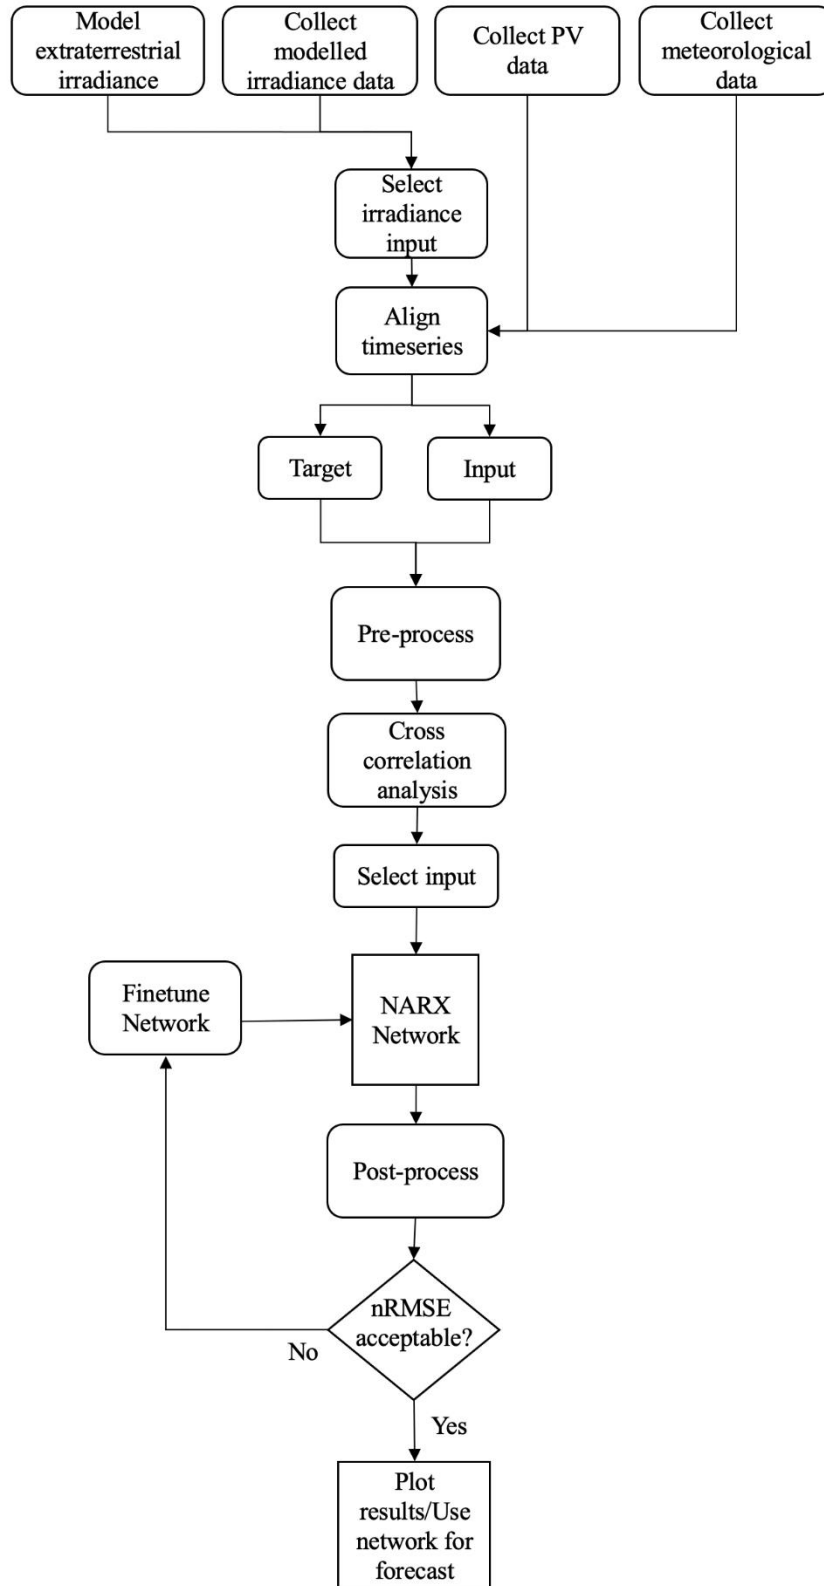 Model
extraterrestrial
irradiance
Collect
modelled
irradiance data
Collect PV
data
Collect
meteorological
data
Select
irradiance
input
Align
timeseries
Target
Input
Pre-process
Cross
correlation
analysis
Select input
Finetune
Network
NARX
Network
Post-process
nRMSE
acceptable?
No
Yes
Plot
results/Use
network for
forecast